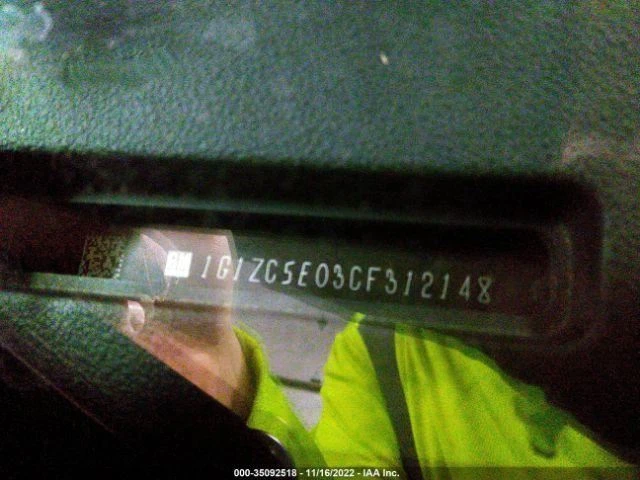 GM 1G1ZC5E03CF312148
000-35092518 - 11/16/2022 - IAA Inc.